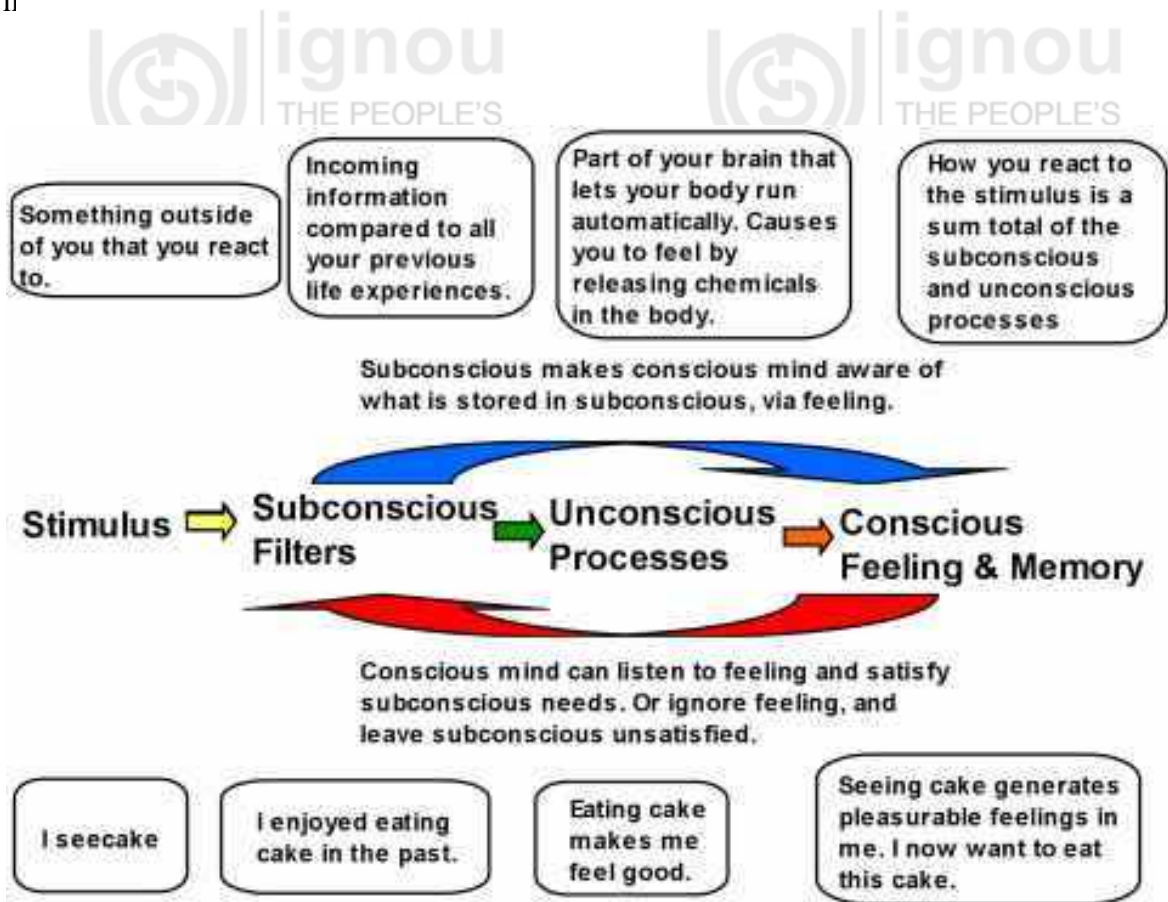 ignou
THE PEOPLE'S
ignou
THE PEOPLE'S
Something outside
of you that you react
to.
Incoming
information
compared to all
your previous
life experiences.
Part of your brain that
lets your body run
automatically. Causes
you to feel by
releasing chemicals
in the body.
How you react to
the stimulus is a
sum total of the
subconscious
and unconscious
processes
Subconscious makes conscious mind aware of
what is stored in subconscious, via feeling.
Stimulus
Subconscious
Filters
Unconscious
Processes
Conscious
Feeling & Memory
Conscious mind can listen to feeling and satisfy
subconscious needs. Or ignore feeling, and
leave subconscious unsatisfied.
I seecake
I enjoyed eating
cake in the past.
Eating cake
makes me
feel good.
Seeing cake generates
pleasurable feelings in
me. I now want to eat
this cake.